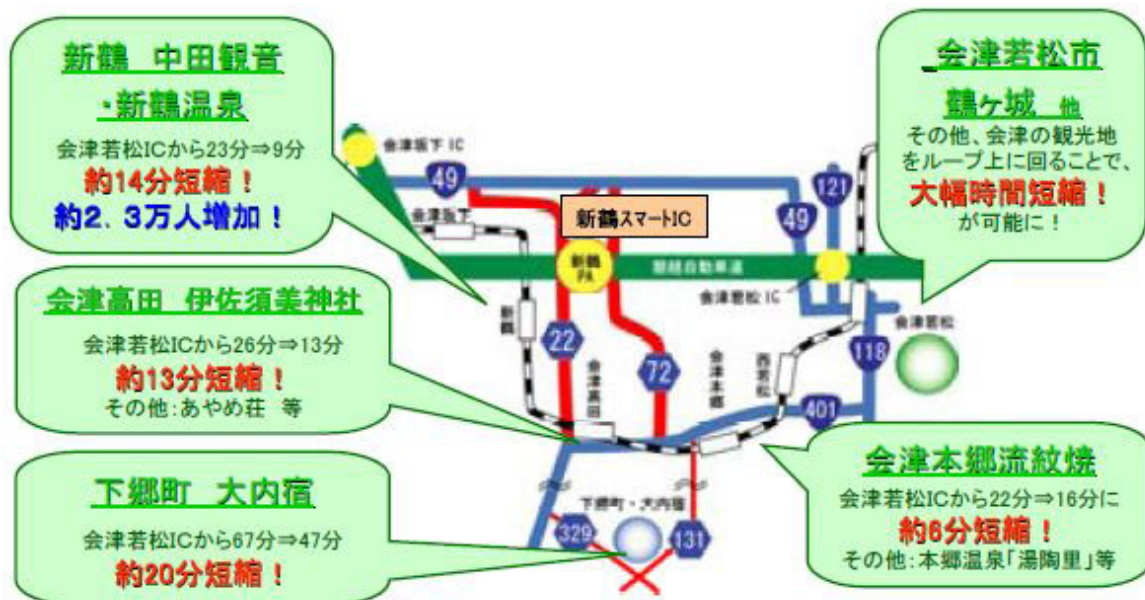 新鶴 中田観音
・新鶴温泉
会津若松ICから23分⇒9分
約14分短縮！
約2．3万人増加！
会津高田 伊佐須美神社
会津若松ICから26分⇒13分
約13分短縮！
その他：あやめ荘 等
下郷町 大内宿
会津若松ICから67分⇒47分
約20分短縮！
会津若松市
鶴ヶ城 他
その他、会津の観光地
をループ上に回ることで、
大幅時間短縮！
が可能に！
会津本郷流紋焼
会津若松ICから22分⇒16分に
約6分短縮！
その他：本郷温泉「湯陶里」等
会津坂下 IC
49
会津坂下
新鶴スマートIC
121
49
新鶴
PA
磐越自動車道
会津若松 IC
新鶴
22
会津高田
72
会津本郷
西若松
118
会津若松
401
下郷町・大内宿
329
131